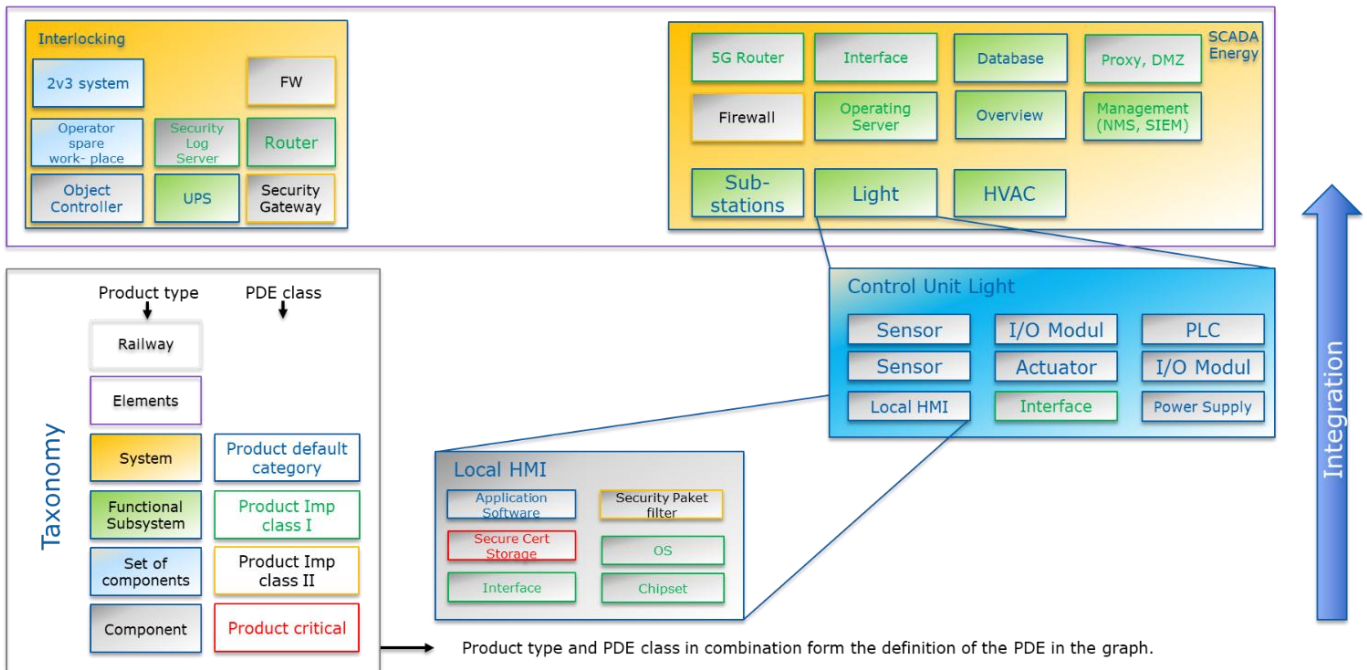 Interlocking
2v3 system
FW
Operator
spare
work- place
Security
Log
Server
Router
Object
Controller
UPS
Security
Gateway
SCADA
Energy
5G Router
Interface
Database
Proxy, DMZ
Firewall
Operating
Server
Overview
Management
(NMS, SIEM)
Sub-
stations
Light
HVAC
Control Unit Light
Sensor
I/O Modul
PLC
Sensor
Actuator
I/O Modul
Local HMI
Interface
Power Supply
Local HMI
Application
Software
Security Paket
filter
Secure Cert
Storage
OS
Interface
Chipset
Integration
Taxonomy
Product type
PDE class
Railway
Elements
System
Product default
category
Functional
Subsystem
Product Imp
class I
Set of
components
Product Imp
class II
Component
Product critical
Product type and PDE class in combination form the definition of the PDE in the graph.